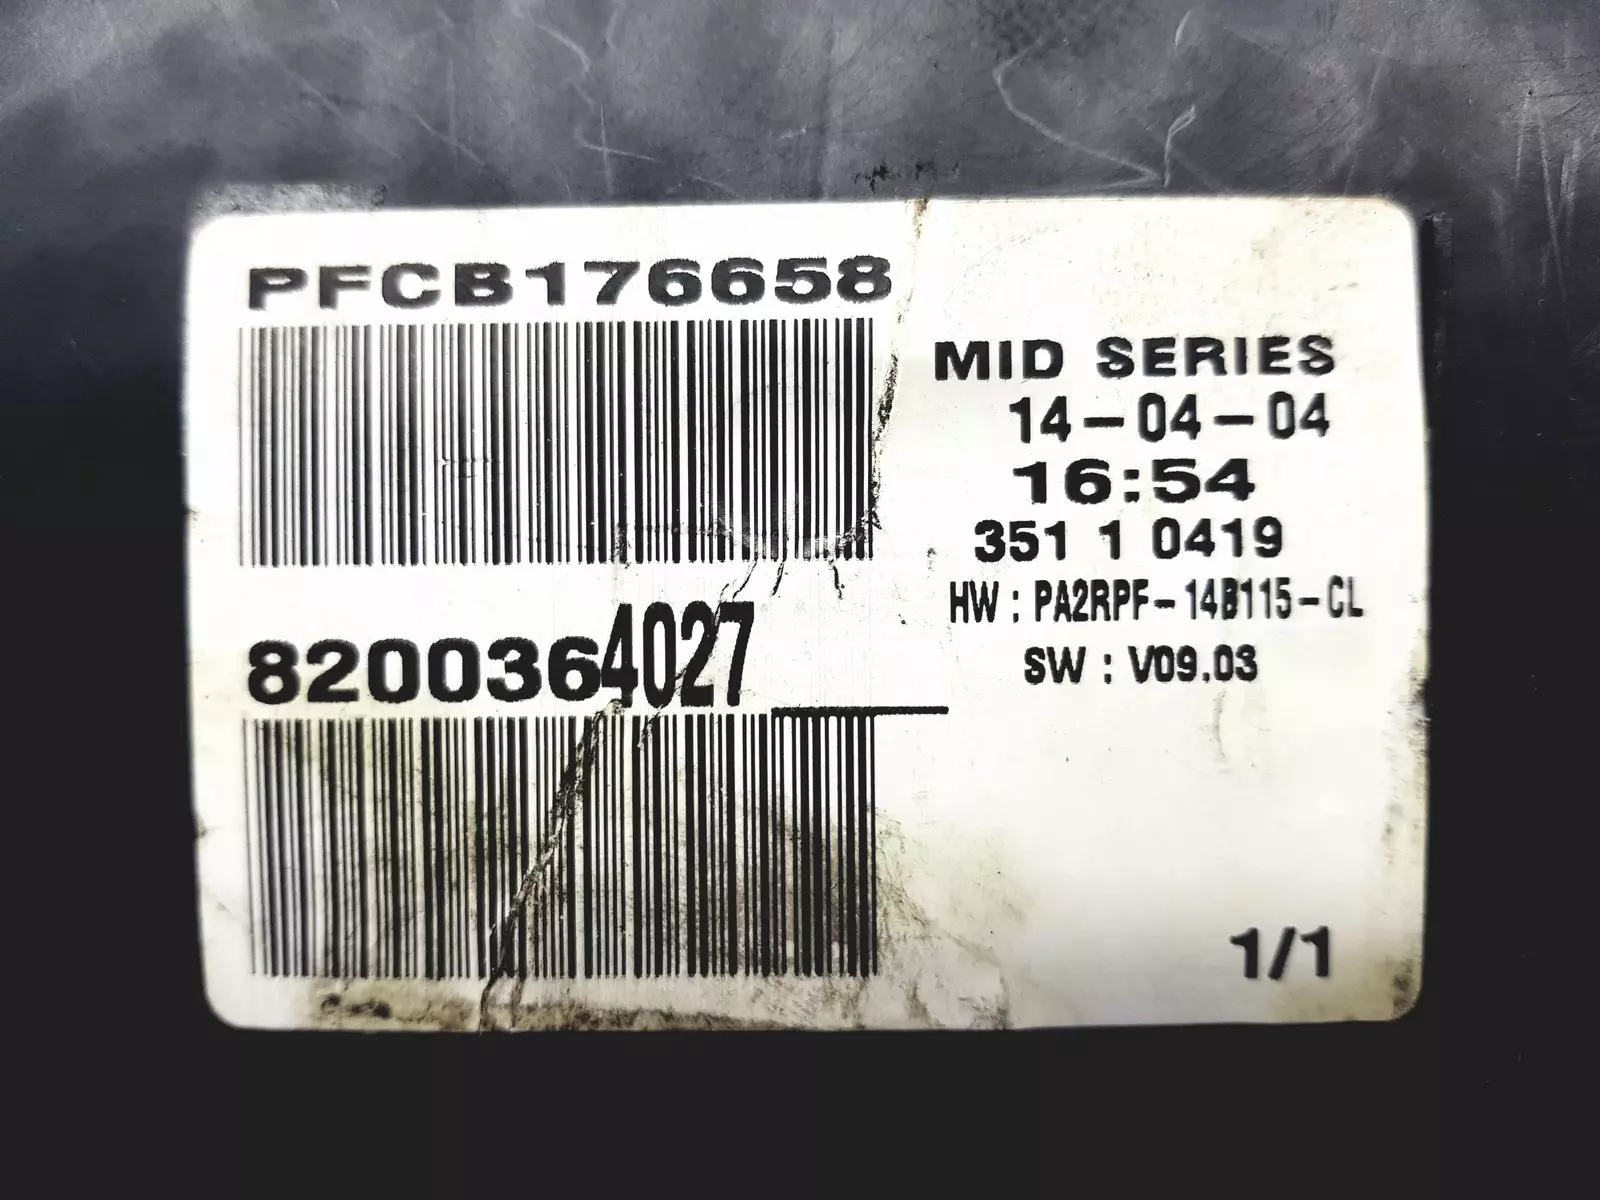 PFCB176658
MID SERIES
14-04-04
16:54
351 1 0419
HW : PA2RPF-14B115-CL
SW : V09.03
8200364027
1/1